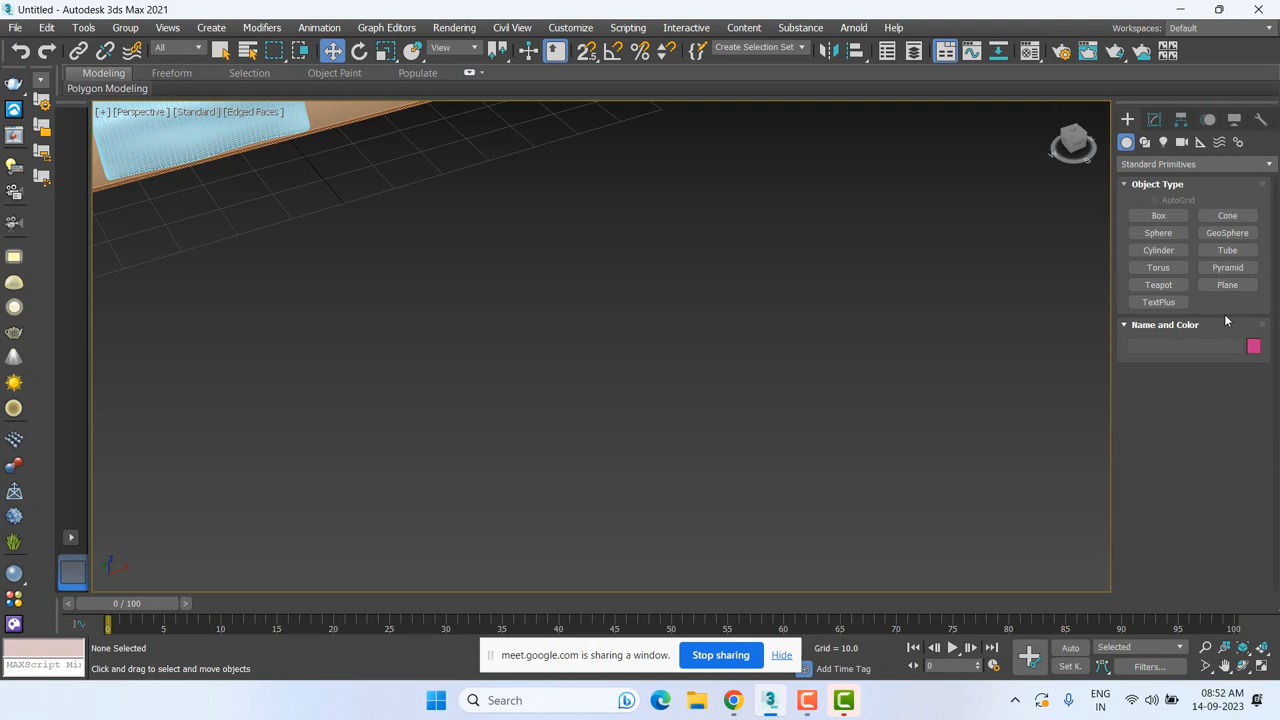 Untitled - Autodesk 3ds Max 2021
File Edit Tools Group Views Create Modifiers Animation Graph Editors Rendering Civil View Customize Scripting Interactive Content Substance Arnold Help Workspaces: Default
All View Create Selection Set
Modeling Freeform Selection Object Paint Populate
Polygon Modeling
[+] [Perspective ] [Standard ] [Edged Faces ]
Standard Primitives
Object Type
AutoGrid
Box Cone
Sphere GeoSphere
Cylinder Tube
Torus Pyramid
Teapot Plane
TextPlus
Name and Color
0 / 100
0 5 10 15 20 25 30 35 40 45 50 55 60 65 70 75 80 85 90 95 100
None Selected
Click and drag to select and move objects
MAXScript Mi
meet.google.com is sharing a window. Stop sharing Hide
Grid = 10.0
Add Time Tag
0
Auto Selected
Set K. Filters...
Search
ENG
IN
08:52 AM
14-09-2023